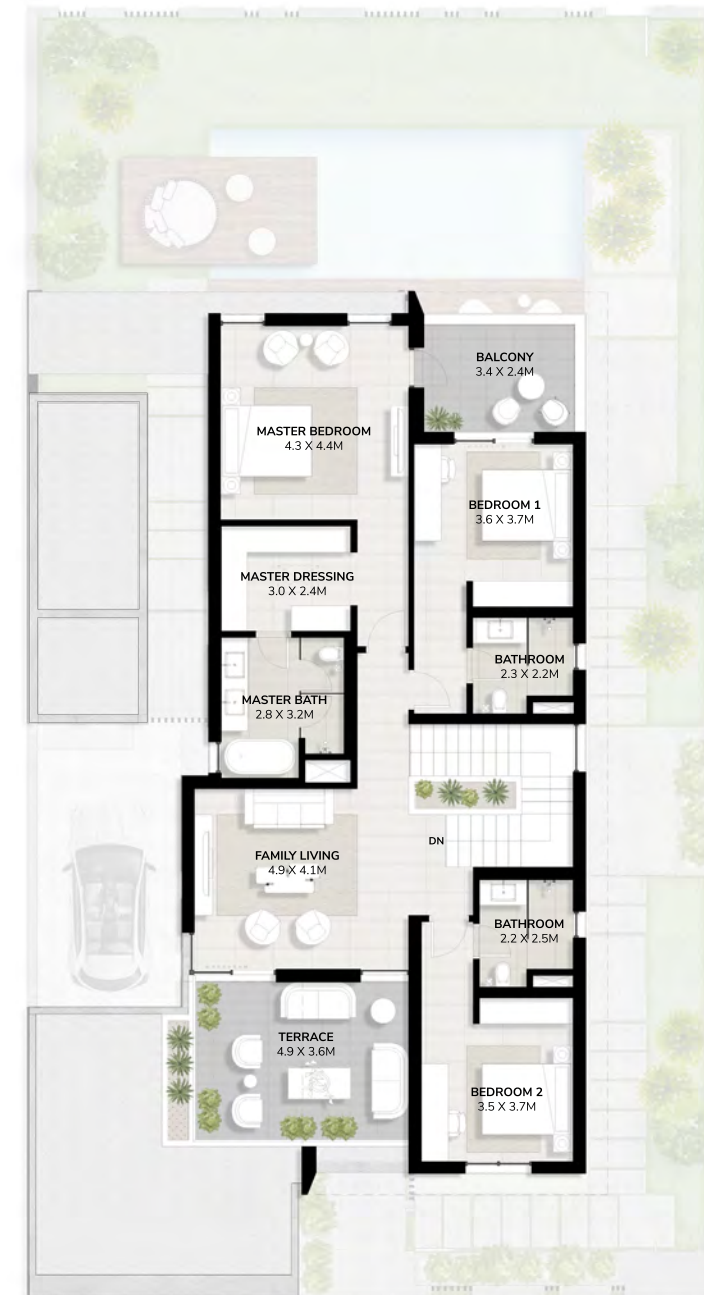 BALCONY
3.4 X 2.4M
MASTER BEDROOM
4.3 X 4.4M
BEDROOM 1
3.6 X 3.7M
MASTER DRESSING
3.0 X 2.4M
BATHROOM
2.3 X 2.2M
MASTER BATH
2.8 X 3.2M
DN
FAMILY LIVING
4.9 X 4.1M
BATHROOM
2.2 X 2.5M
TERRACE
4.9 X 3.6M
BEDROOM 2
3.5 X 3.7M